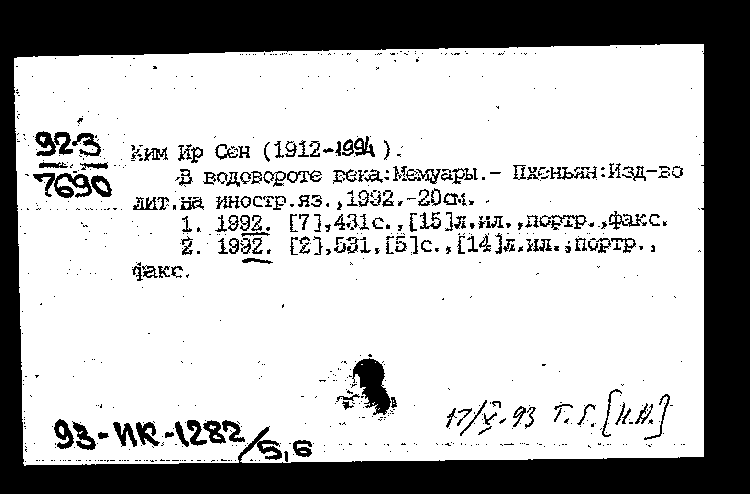 92-3
7690
Ким Ир Сен (1912-1994).
В водовороте века:Мемуары.- Пхеньян:Изд-во
лит.на иностр.яз.,1992.-20см.
1. 1992. [7],431с.,[15]л.ил.,портр.,факс.
2. 1992. [2],531,[5]с.,[14]л.ил.,портр.,
факс.
93-ИК-1282/5,6
17/X-93 Т.Г.[Н.Н.]